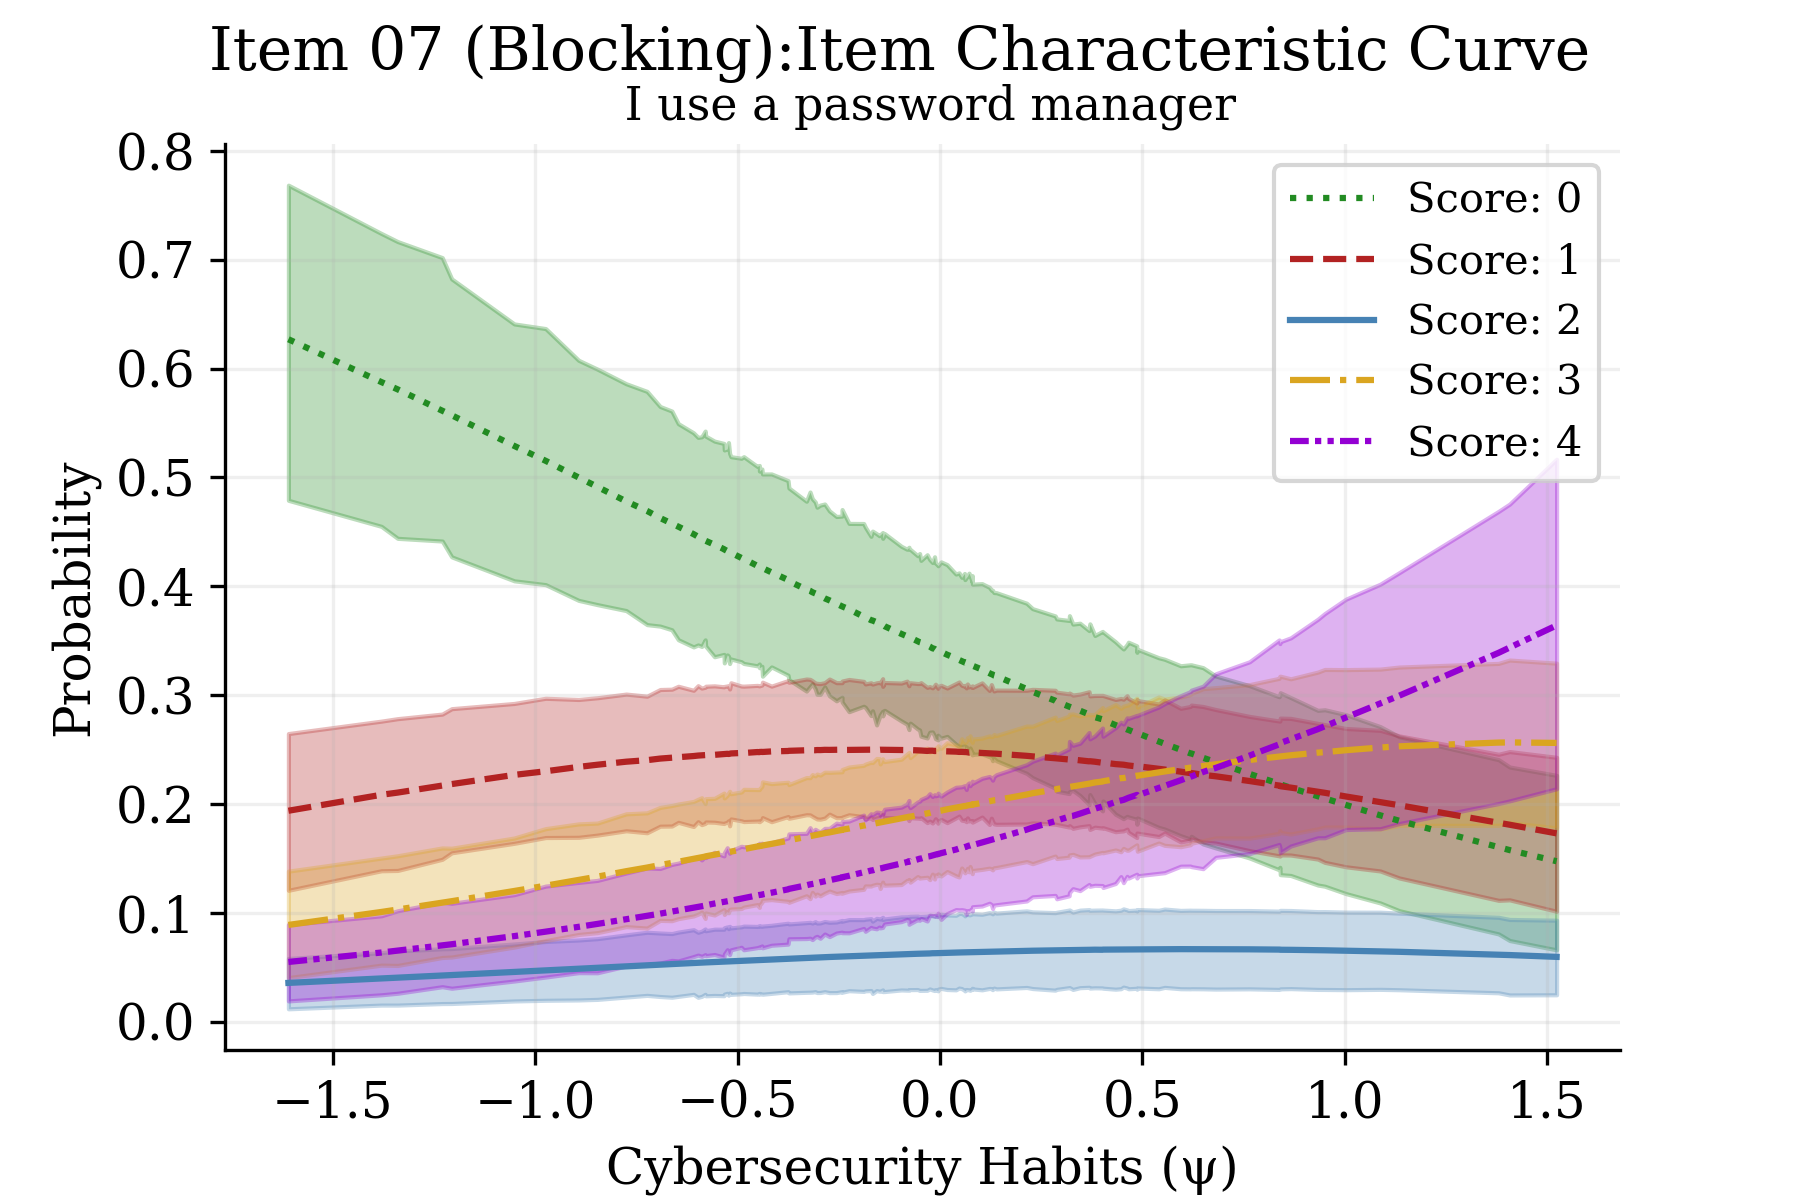 Item 07 (Blocking):Item Characteristic Curve
I use a password manager
Probability
0.8
0.7
0.6
0.5
0.4
0.3
0.2
0.1
0.0
Score: 0
Score: 1
Score: 2
Score: 3
Score: 4
−1.5 −1.0 −0.5 0.0 0.5 1.0 1.5
Cybersecurity Habits (ψ)